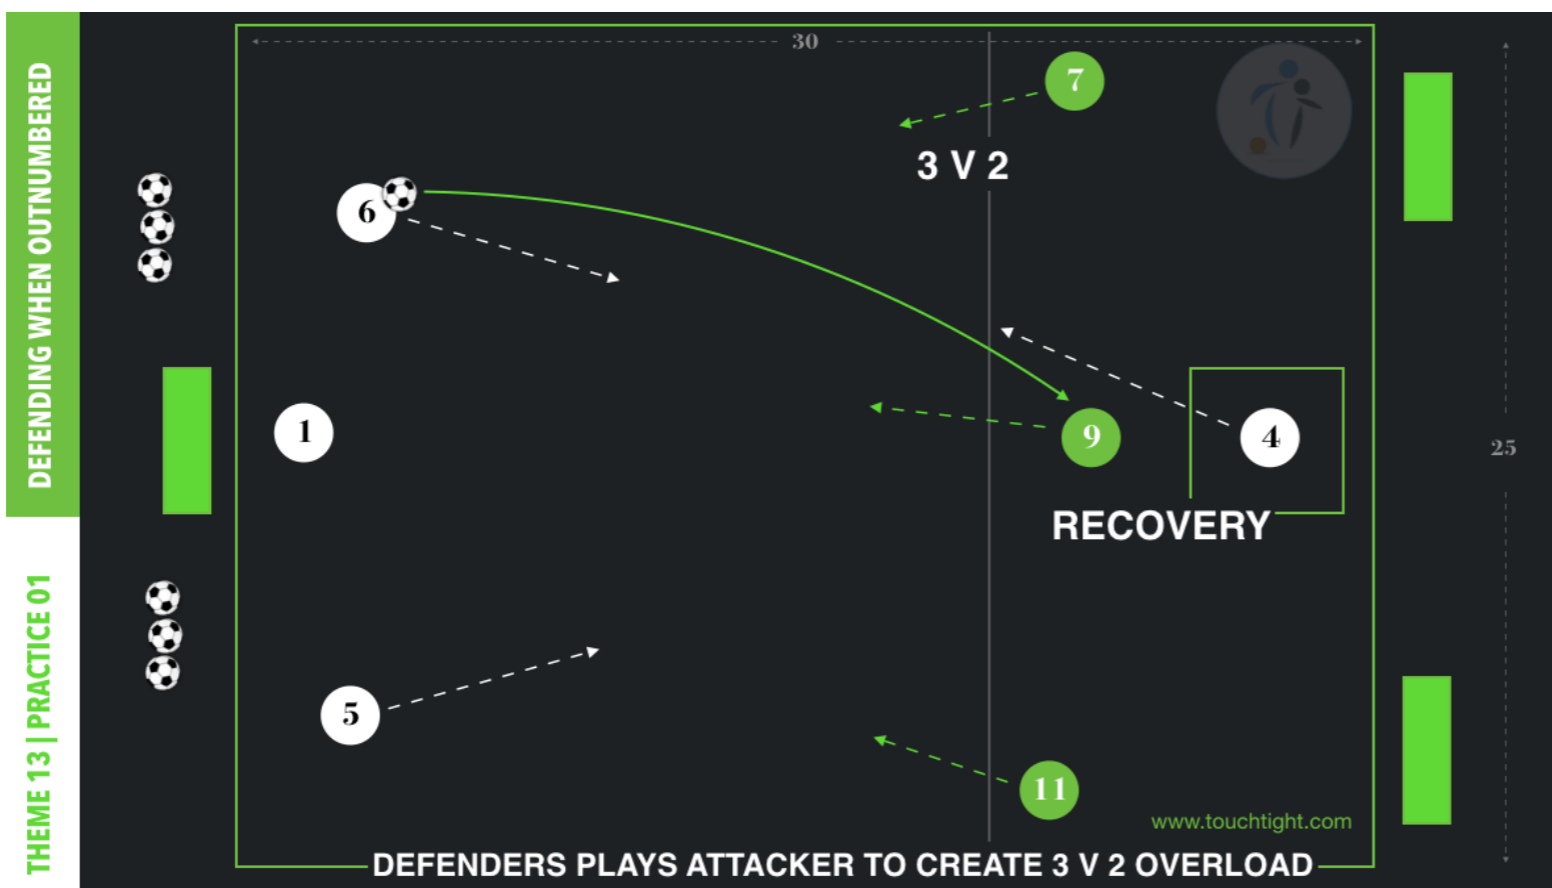 DEFENDING WHEN OUTNUMBERED
THEME 13 | PRACTICE 01
30
7
3 V 2
6
1
9
4
25
RECOVERY
5
11
www.touchtight.com
DEFENDERS PLAYS ATTACKER TO CREATE 3 V 2 OVERLOAD